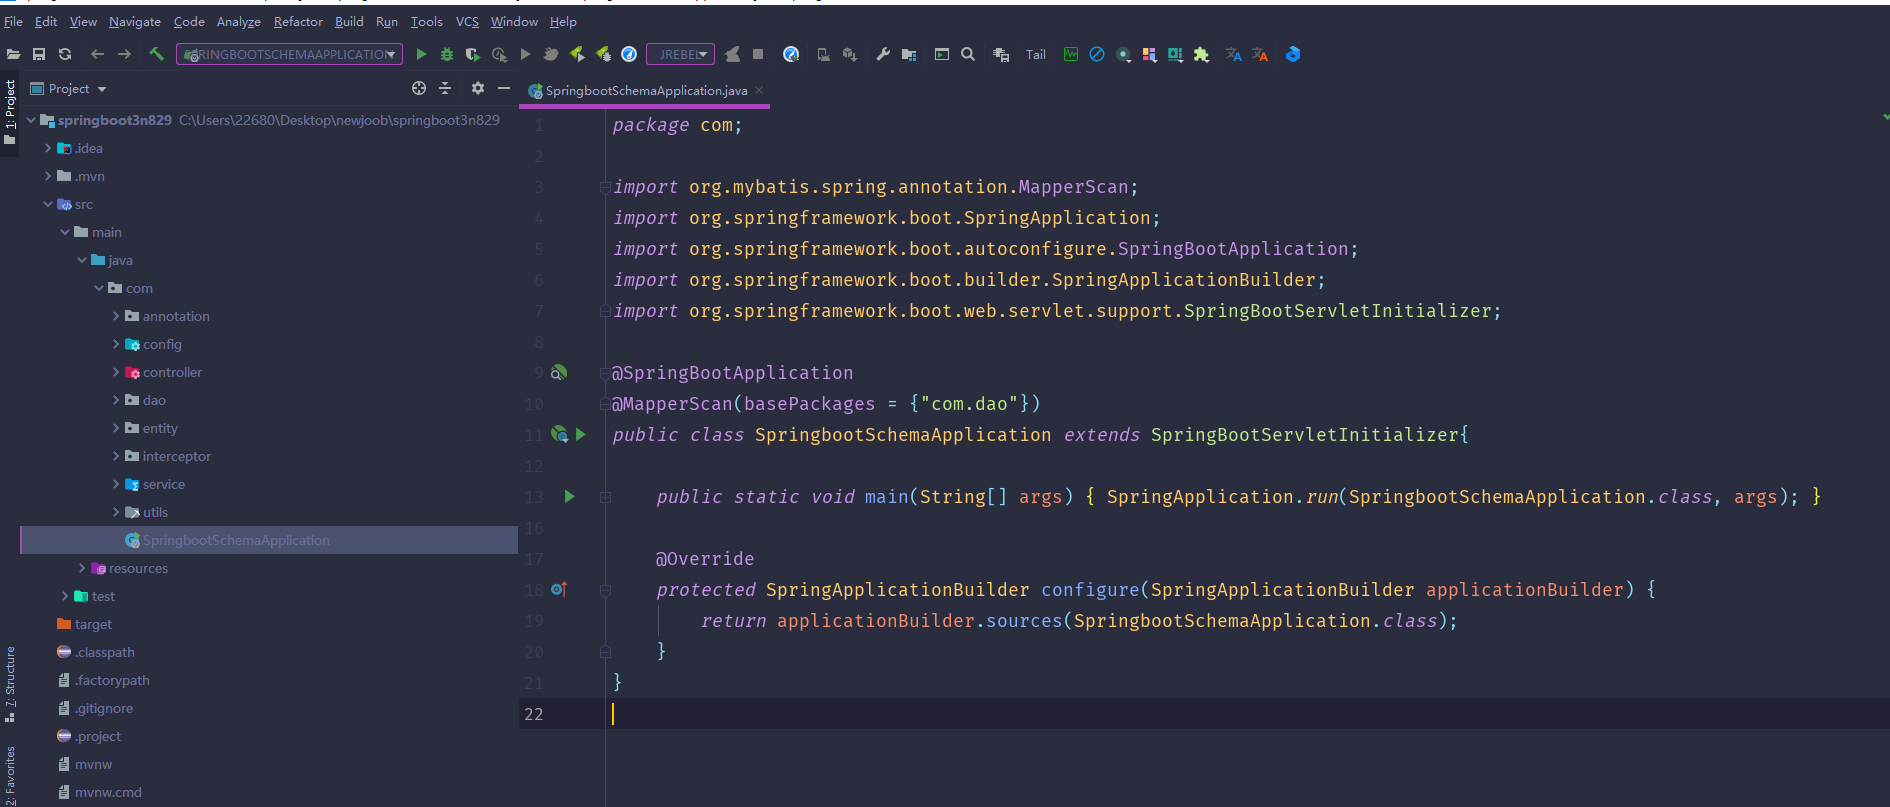 File Edit View Navigate Code Analyze Refactor Build Run Tools VCS Window Help
SPRINGBOOTSCHEMAAPPLICATION JREBEL Tail
1: Project
Project
SpringbootSchemaApplication.java
springboot3n829 C:\Users\22680\Desktop\newjoob\springboot3n829
.idea
.mvn
src
main
java
com
annotation
config
controller
dao
entity
interceptor
service
utils
SpringbootSchemaApplication
resources
test
target
.classpath
.factorypath
.gitignore
.project
mvnw
mvnw.cmd
7: Structure
2: Favorites
1 package com;
2
3 import org.mybatis.spring.annotation.MapperScan;
4 import org.springframework.boot.SpringApplication;
5 import org.springframework.boot.autoconfigure.SpringBootApplication;
6 import org.springframework.boot.builder.SpringApplicationBuilder;
7 import org.springframework.boot.web.servlet.support.SpringBootServletInitializer;
8
9 @SpringBootApplication
10 @MapperScan(basePackages = {"com.dao"})
11 public class SpringbootSchemaApplication extends SpringBootServletInitializer{
12
13 public static void main(String[] args) { SpringApplication.run(SpringbootSchemaApplication.class, args); }
16
17 @Override
18 protected SpringApplicationBuilder configure(SpringApplicationBuilder applicationBuilder) {
19 return applicationBuilder.sources(SpringbootSchemaApplication.class);
20 }
21 }
22